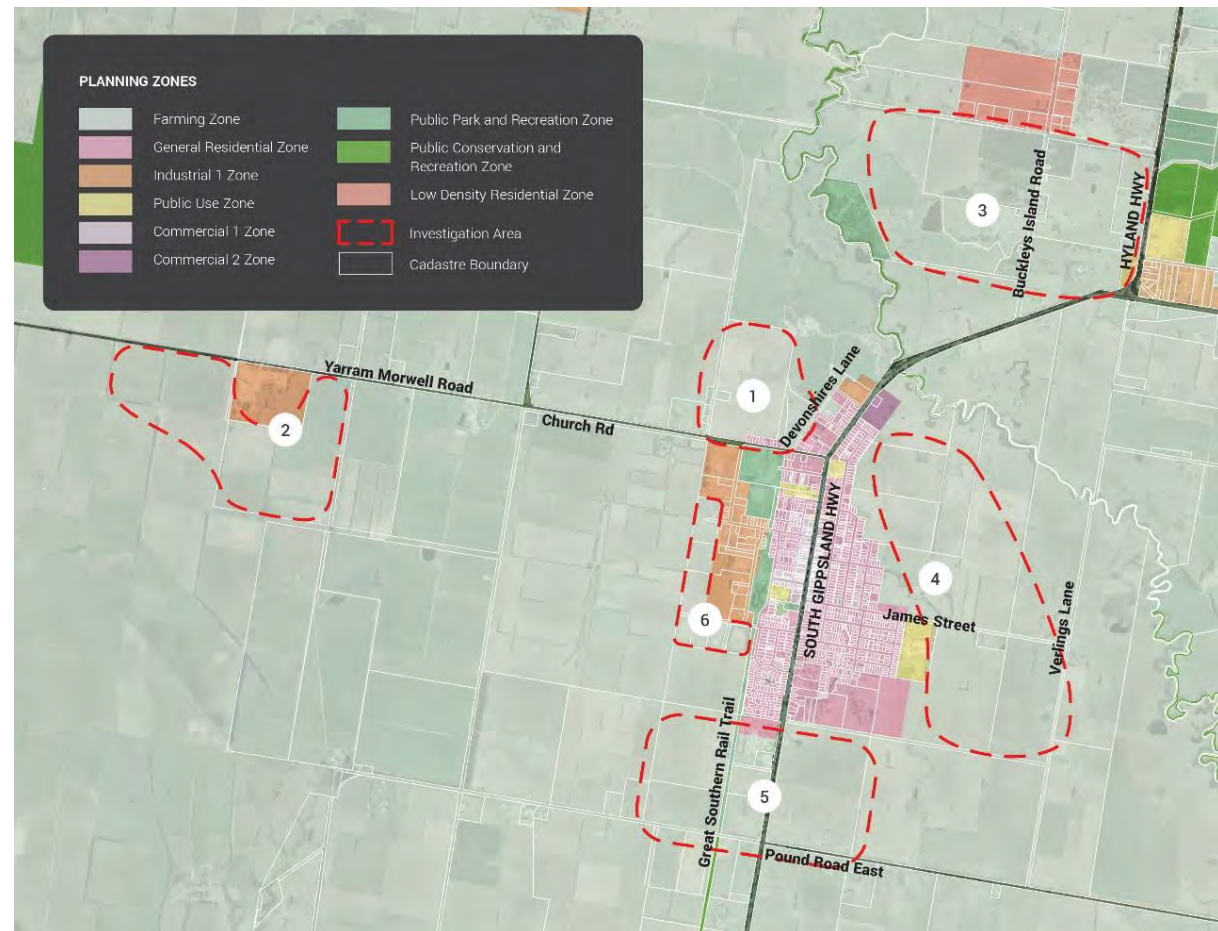 PLANNING ZONES
Farming Zone
General Residential Zone
Industrial 1 Zone
Public Use Zone
Commercial 1 Zone
Commercial 2 Zone
Public Park and Recreation Zone
Public Conservation and
Recreation Zone
Low Density Residential Zone
Investigation Area
Cadastre Boundary
3
Buckleys Island Road
HYLAND HWY
Yarram Morwell Road
2
Church Rd
1
Devonshires Lane
SOUTH GIPPSLAND HWY
4
James Street
Verlings Lane
6
Great Southern Rail Trail
5
Pound Road East